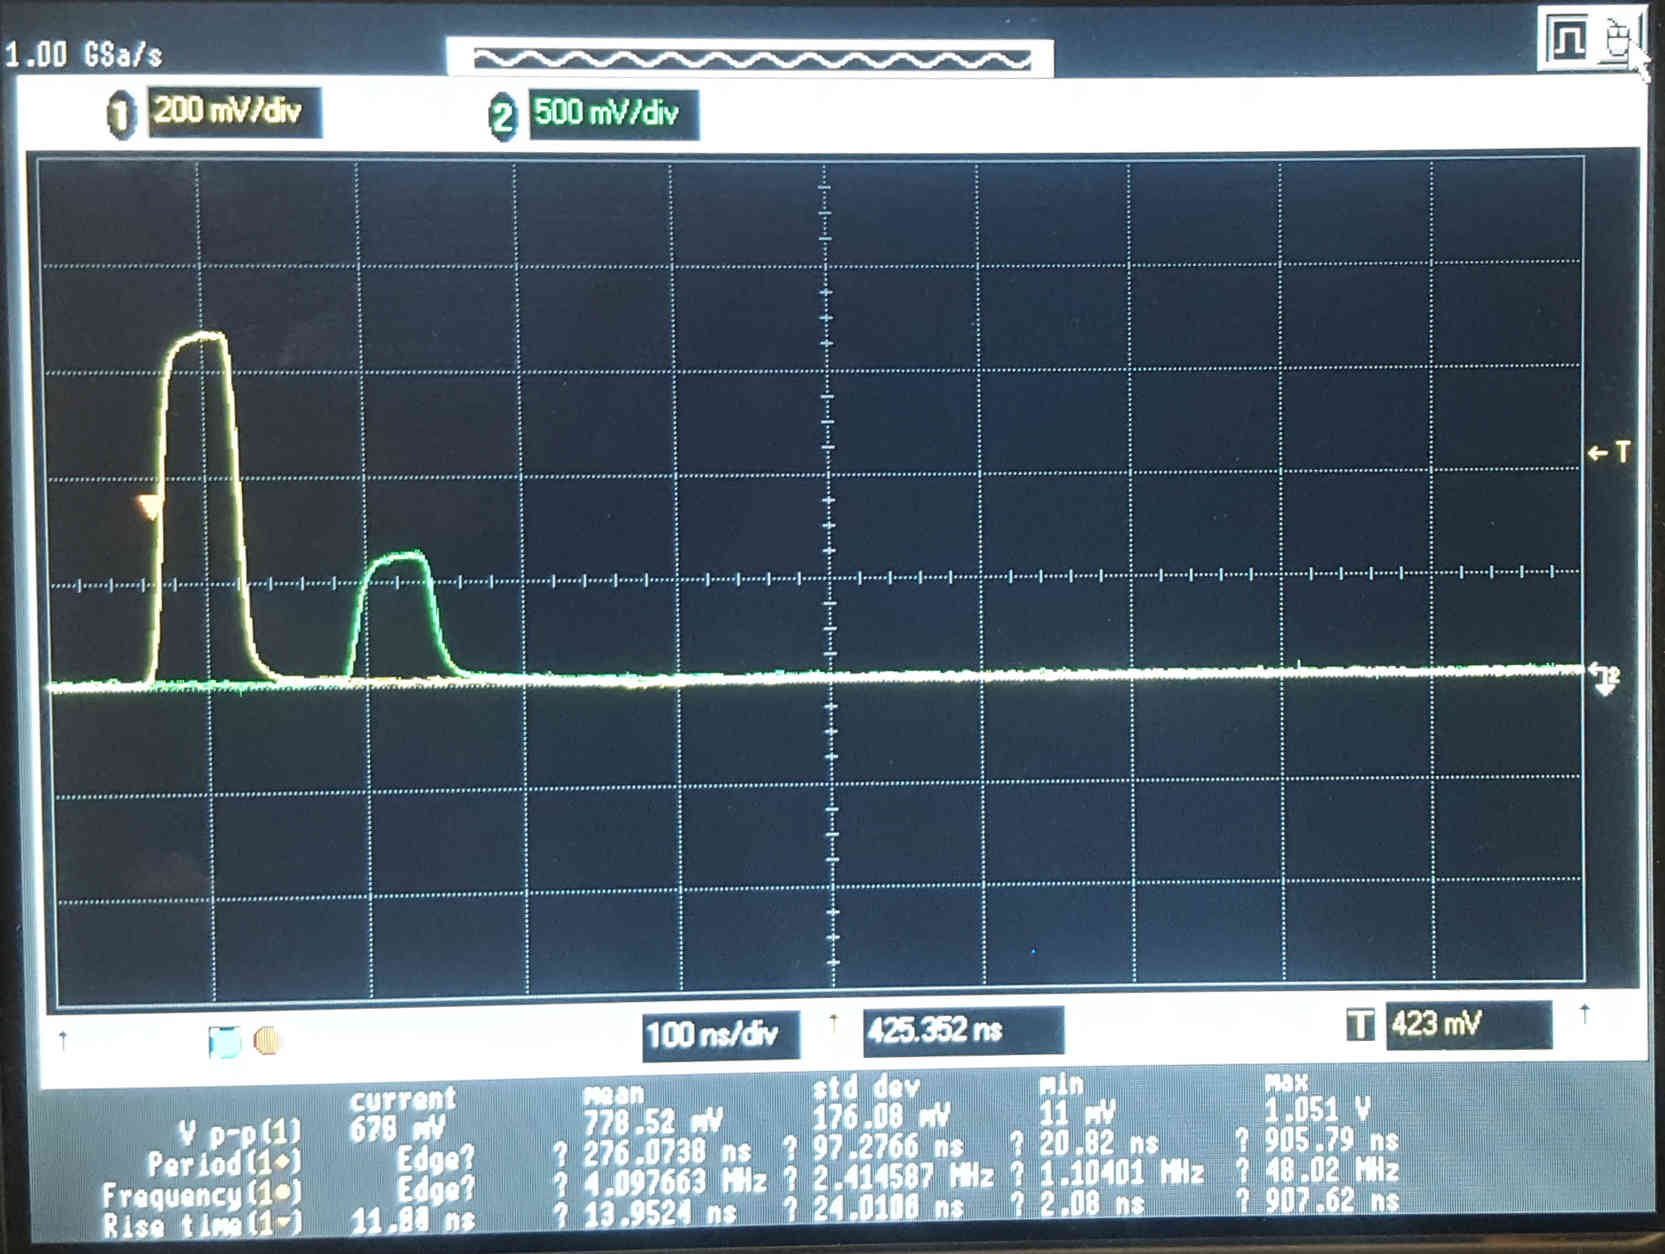 1.00 GSa/s
1 200 mV/div 2 500 mV/div
T
2
100 ns/div 425.352 ns T 423 mV
current mean std dev min max
V p-p(1) 678 mV 778.52 mV 176.08 mV 11 mV 1.051 V
Period(1) Edge? ? 276.0738 ns ? 97.2766 ns ? 20.82 ns ? 905.79 ns
Frequency(1) Edge? ? 4.097663 MHz ? 2.414587 MHz ? 1.10401 MHz ? 48.02 MHz
Rise time(1) ns ? 13.9524 ns ? ns ? 2.08 ns ? 907.62 ns